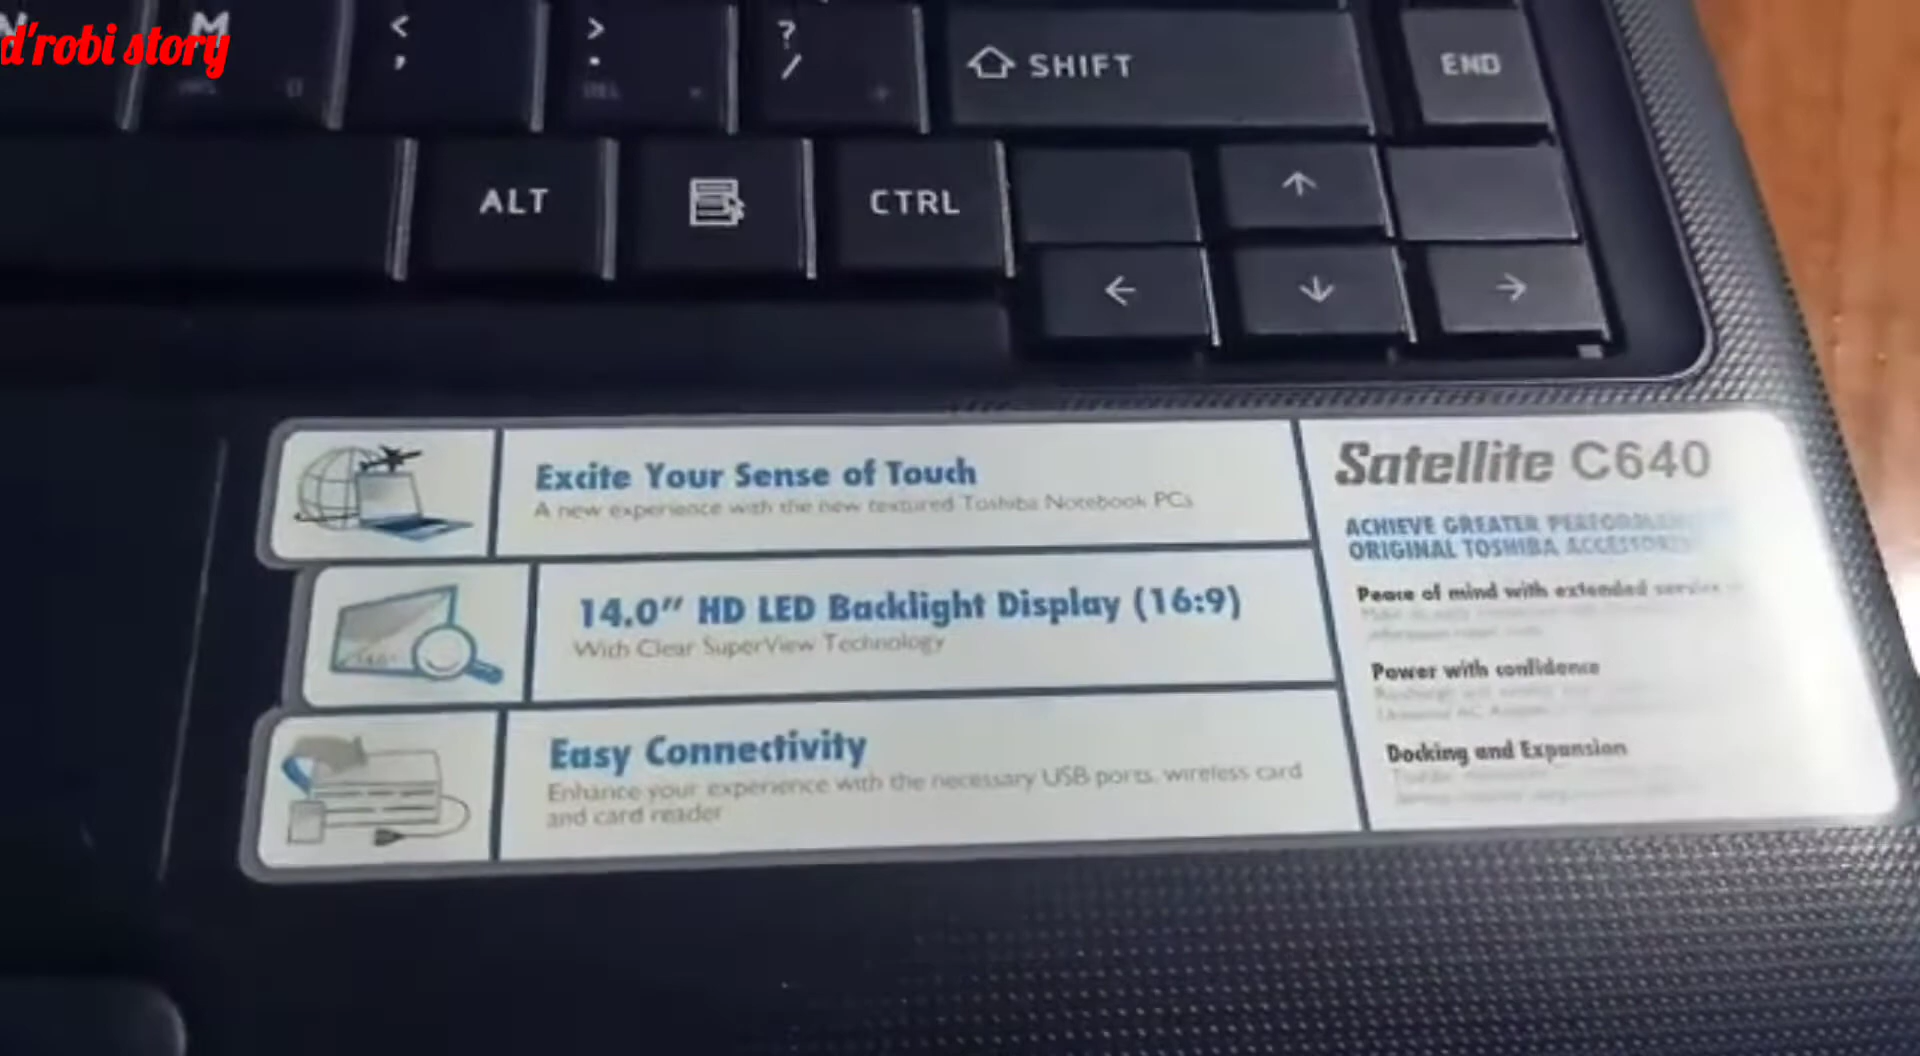 d'robi story
N
M
<
,
>
.
?
/
SHIFT
END
DEL
ALT
CTRL
Excite Your Sense of Touch
A new experience with the new textured Toshiba Notebook PCs
14.0" HD LED Backlight Display (16:9)
With Clear SuperView Technology
Easy Connectivity
Enhance your experience with the necessary USB ports, wireless card
and card reader
Satellite C640
ACHIEVE GREATER
ORIGINAL TOSHIBA
Peace of mind with extended service
Power with confidence
Docking and Expansion